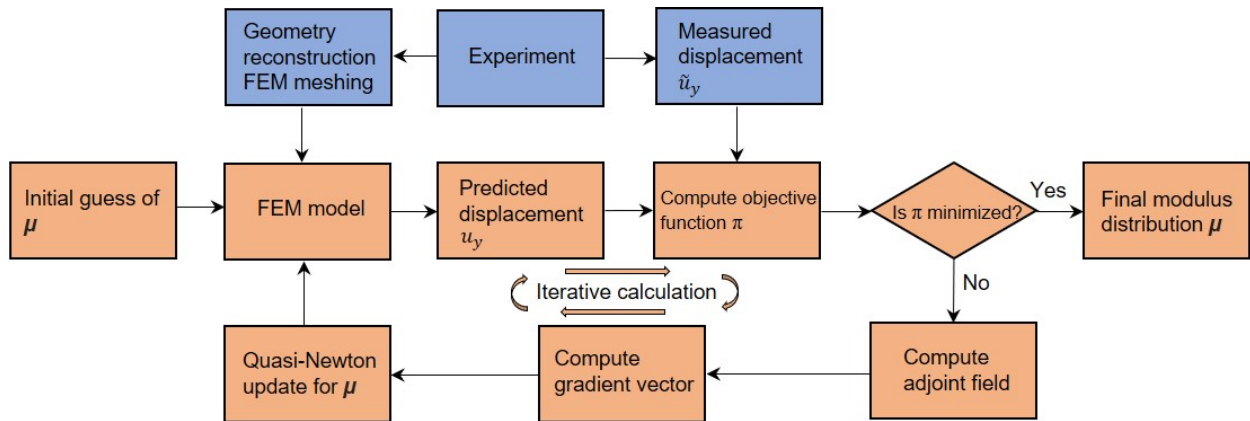 Geometry
reconstruction
FEM meshing
Experiment
Measured
displacement
ũ_y
Initial guess of
μ
FEM model
Predicted
displacement
u_y
Compute objective
function π
Is π minimized?
Yes
Final modulus
distribution μ
No
Iterative calculation
Quasi-Newton
update for μ
Compute
gradient vector
Compute
adjoint field